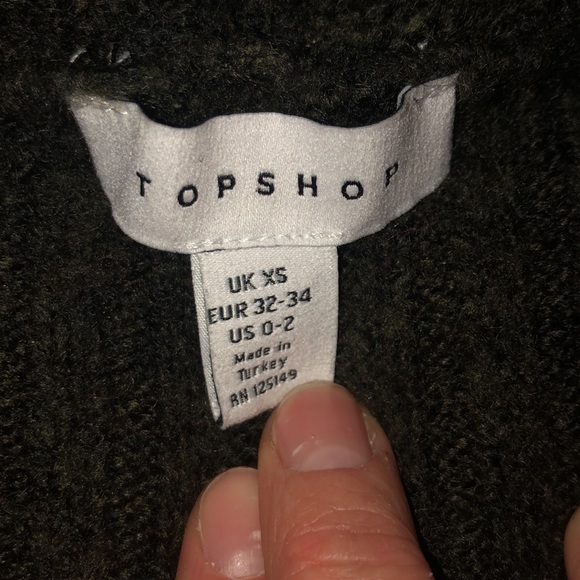 TOPSHOP
UK XS
EUR 32-34
US 0-2
Made in
Turkey
RN 125149